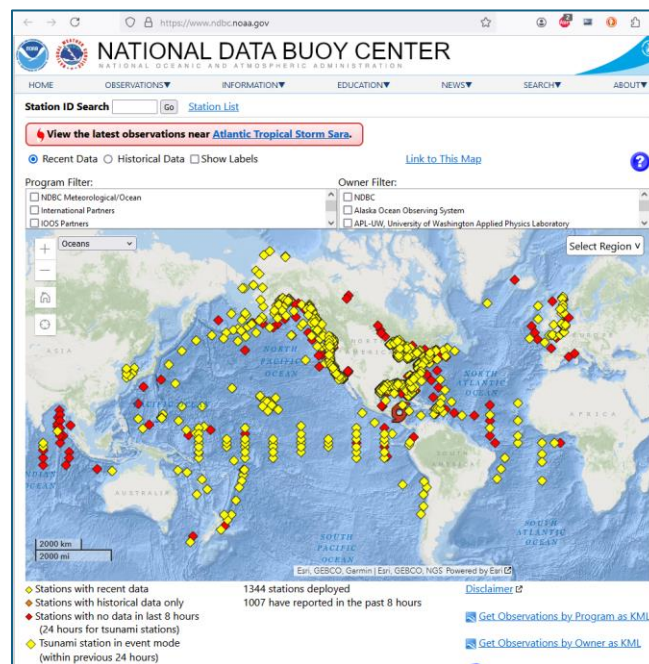 https://www.ndbc.noaa.gov
NATIONAL DATA BUOY CENTER
NATIONAL OCEANIC AND ATMOSPHERIC ADMINISTRATION
HOME OBSERVATIONS▼ INFORMATION▼ EDUCATION▼ NEWS▼ SEARCH▼ ABOUT▼
Station ID Search Go Station List
View the latest observations near Atlantic Tropical Storm Sara.
Recent Data Historical Data Show Labels Link to This Map
Program Filter: Owner Filter:
NDBC Meteorological/Ocean NDBC
International Partners Alaska Ocean Observing System
IOOS Partners APL-UW, University of Washington Applied Physics Laboratory
Oceans Select Region
ASIA
NORTH
PACIFIC
OCEAN
NORTH
ATLANTIC
OCEAN
EUROPE
AFRICA
AUSTRALIA
SOUTH
PACIFIC
OCEAN
SOUTH
ATLANTIC
OCEAN
2000 km
2000 mi
Esri, GEBCO, Garmin | Esri, GEBCO, NGS Powered by Esri
Stations with recent data 1344 stations deployed Disclaimer
Stations with historical data only 1007 have reported in the past 8 hours
Stations with no data in last 8 hours Get Observations by Program as KML
(24 hours for tsunami stations)
Tsunami station in event mode Get Observations by Owner as KML
(within previous 24 hours)